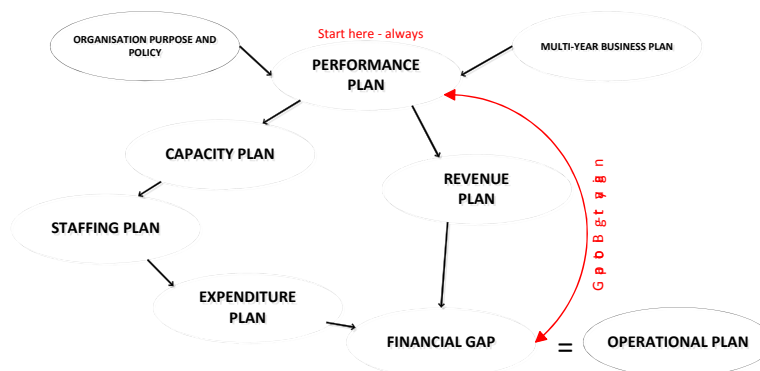 Start here - always
ORGANISATION PURPOSE AND
POLICY
MULTI-YEAR BUSINESS PLAN
PERFORMANCE
PLAN
CAPACITY PLAN
REVENUE
PLAN
STAFFING PLAN
EXPENDITURE
PLAN
FINANCIAL GAP
=
OPERATIONAL PLAN